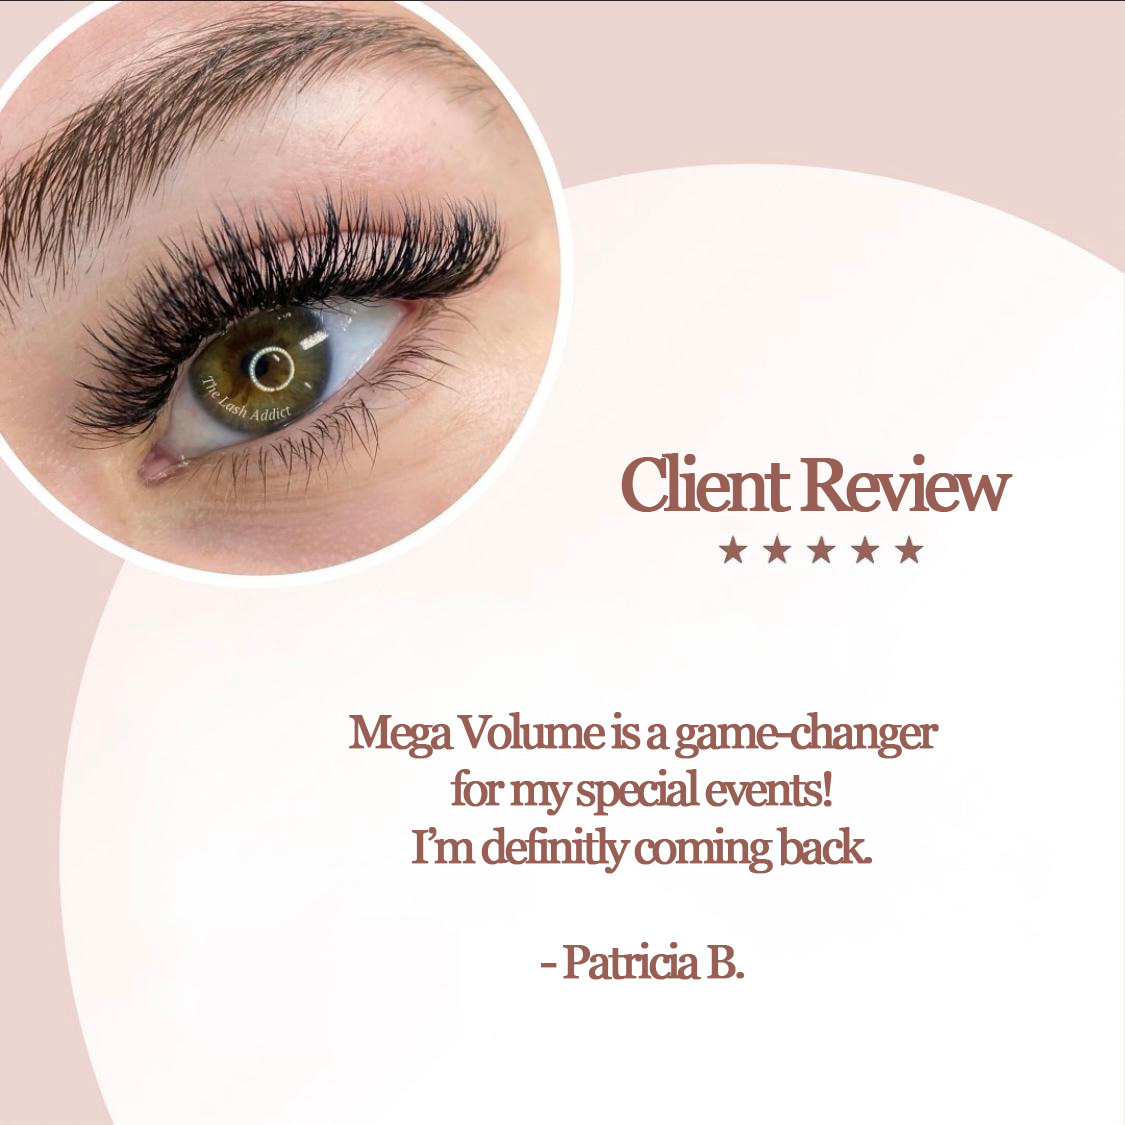 The Lash Addict
Client Review
Mega Volume is a game-changer
for my special events!
I'm definitly coming back.
- Patricia B.